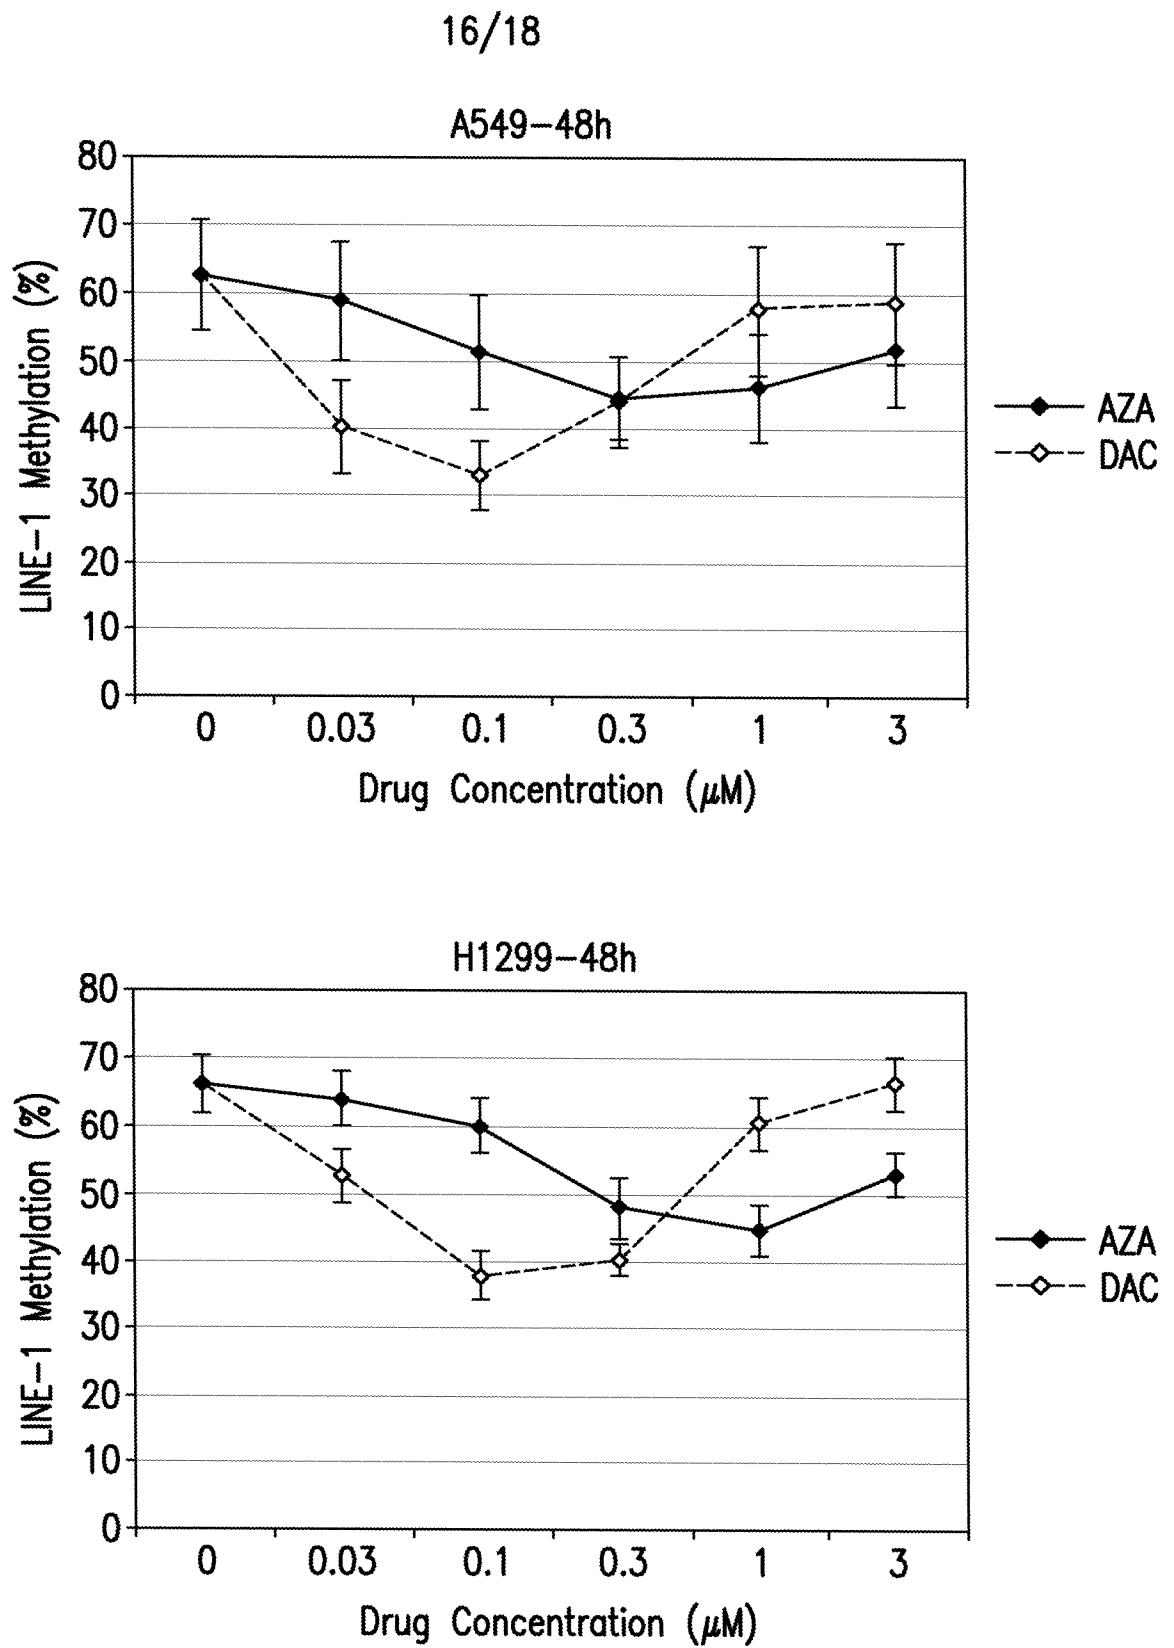 16/18
A549-48h
80
70
60
50
40
30
20
10
0
LINE-1 Methylation (%)
0 0.03 0.1 0.3 1 3
Drug Concentration (μM)
AZA
DAC
H1299-48h
80
70
60
50
40
30
20
10
0
LINE-1 Methylation (%)
0 0.03 0.1 0.3 1 3
Drug Concentration (μM)
AZA
DAC